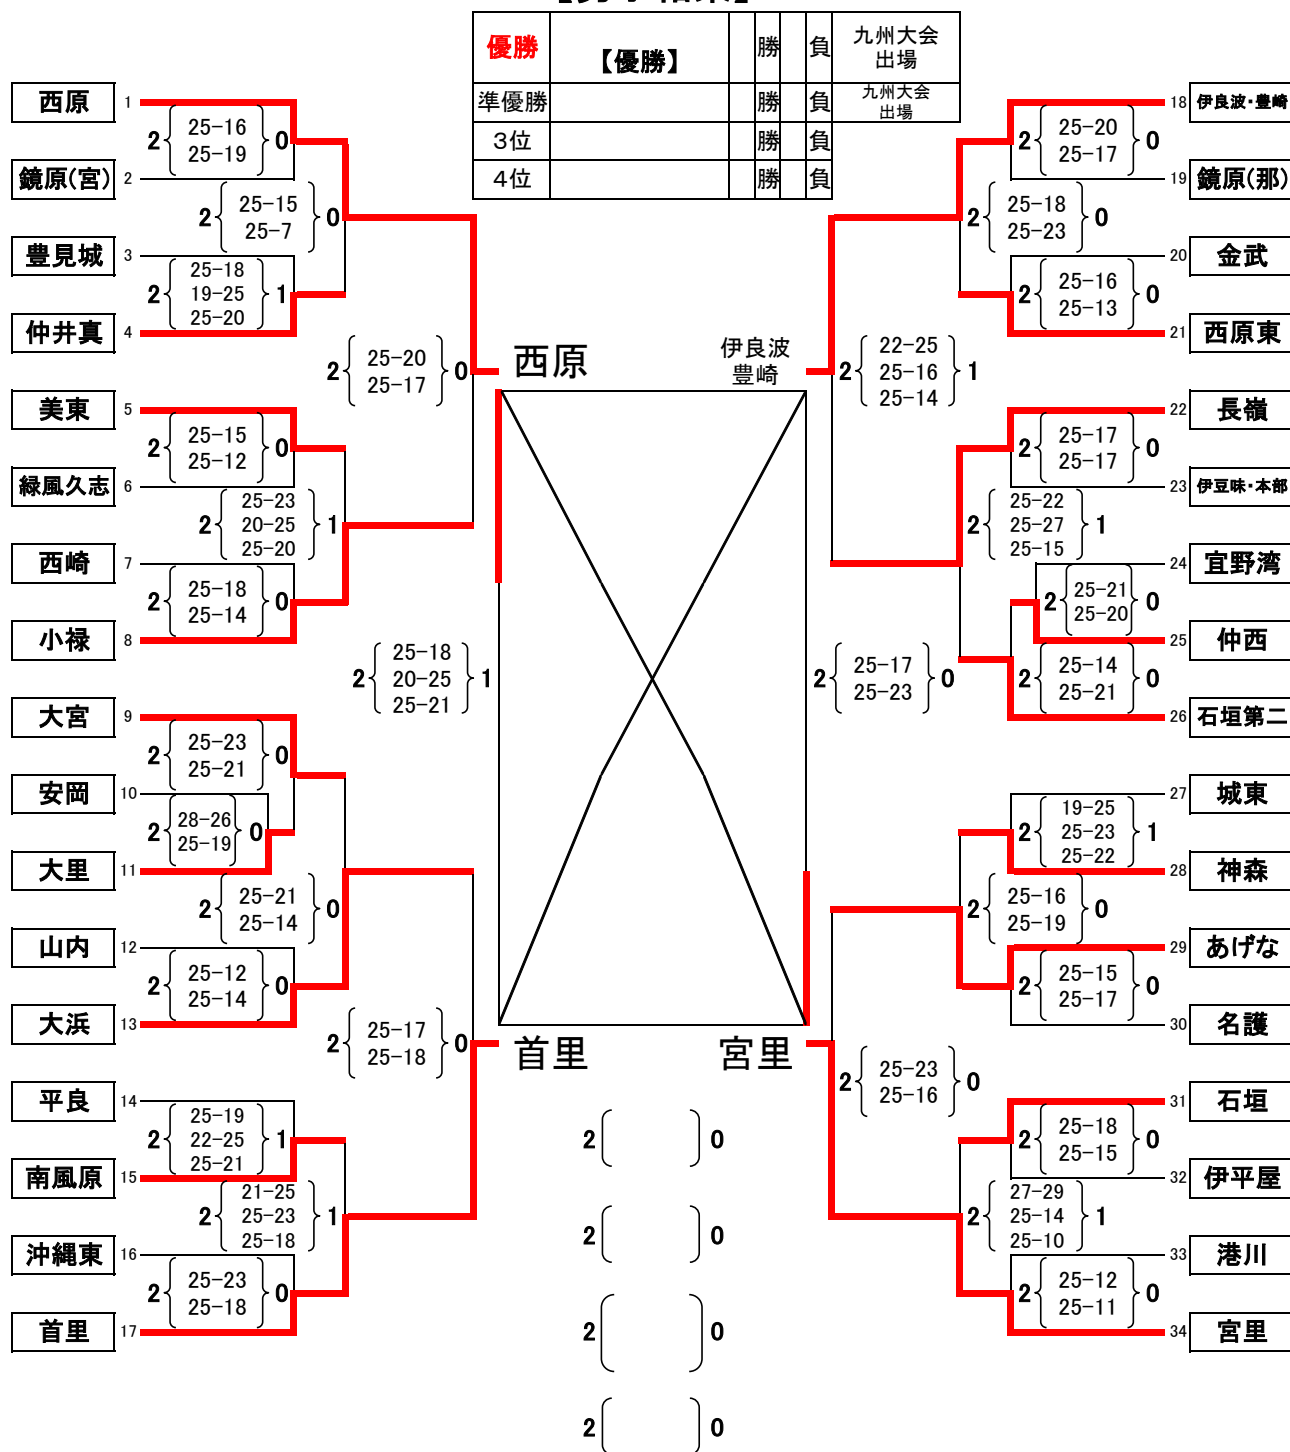 優勝 【優勝】 勝 負 九州大会
出場
準優勝 勝 負 九州大会
出場
3位 勝 負
4位 勝 負
西原 1
2 25-16 0
25-19
鏡原(宮) 2
2 25-15 0
25-7
豊見城 3
2 25-18 1
19-25
25-20
仲井真 4
2 25-20 0
25-17
西原
美東 5
2 25-15 0
25-12
緑風久志 6
2 25-23 1
20-25
25-20
西崎 7
2 25-18 0
25-14
小禄 8
2 25-18 1
20-25
25-21
大宮 9
2 25-23 0
25-21
安岡 10
2 28-26 0
25-19
大里 11
2 25-21 0
25-14
山内 12
2 25-12 0
25-14
大浜 13
2 25-17 0
25-18
首里
平良 14
2 25-19 1
22-25
25-21
南風原 15
2 21-25 1
25-23
25-18
沖縄東 16
2 25-23 0
25-18
首里 17
18 伊良波・豊崎
2 25-20 0
25-17
19 鏡原(那)
2 25-18 0
25-23
20 金武
2 25-16 0
25-13
21 西原東
伊良波
豊崎
2 22-25 1
25-16
25-14
22 長嶺
2 25-17 0
25-17
23 伊豆味・本部
2 25-22 1
25-27
25-15
24 宜野湾
2 25-21 0
25-20
25 仲西
2 25-17 0
25-23
2 25-14 0
25-21
26 石垣第二
27 城東
2 19-25 1
25-23
25-22
28 神森
2 25-16 0
25-19
29 あげな
2 25-15 0
25-17
30 名護
宮里
2 25-23 0
25-16
31 石垣
2 25-18 0
25-15
32 伊平屋
2 27-29 1
25-14
25-10
33 港川
2 25-12 0
25-11
34 宮里
2 0
2 0
2 0
2 0